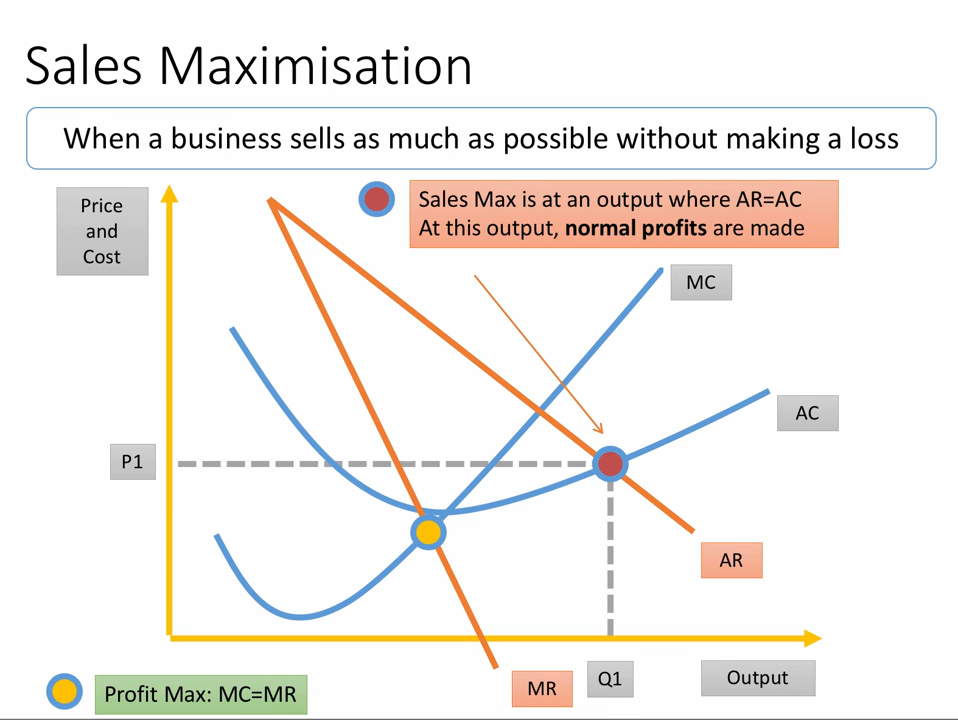 Sales Maximisation
When a business sells as much as possible without making a loss
Price
and
Cost
Sales Max is at an output where AR=AC
At this output, normal profits are made
MC
AC
P1
AR
Profit Max: MC=MR
MR
Q1
Output